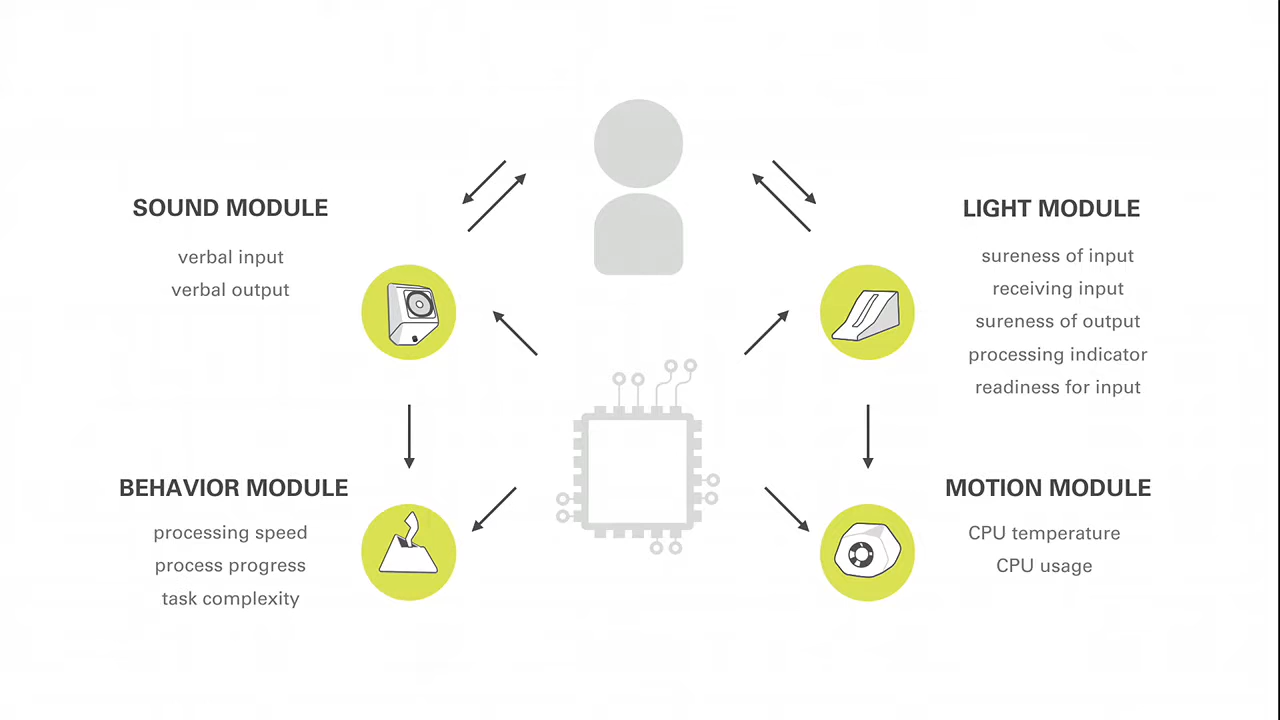 SOUND MODULE
verbal input
verbal output
LIGHT MODULE
sureness of input
receiving input
sureness of output
processing indicator
readiness for input
BEHAVIOR MODULE
processing speed
process progress
task complexity
MOTION MODULE
CPU temperature
CPU usage